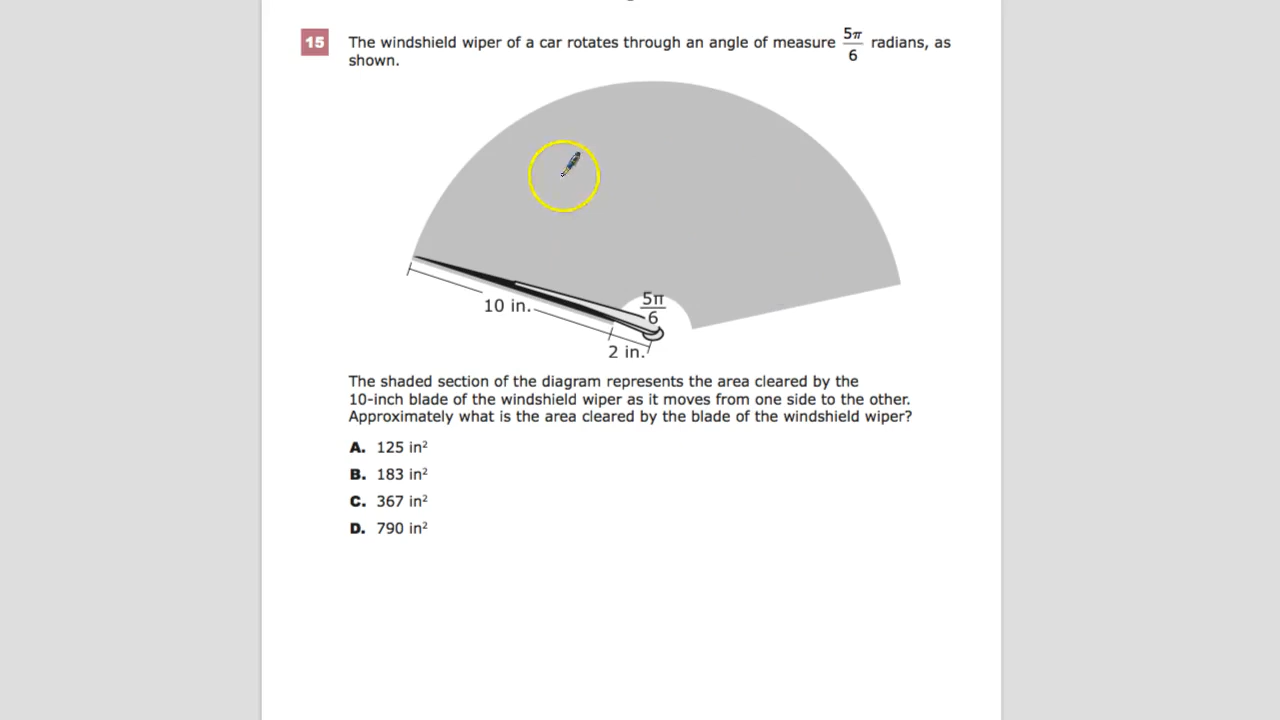 15
The windshield wiper of a car rotates through an angle of measure 5π/6 radians, as
shown.
5π/6
10 in.
2 in.
The shaded section of the diagram represents the area cleared by the
10-inch blade of the windshield wiper as it moves from one side to the other.
Approximately what is the area cleared by the blade of the windshield wiper?
A. 125 in²
B. 183 in²
C. 367 in²
D. 790 in²